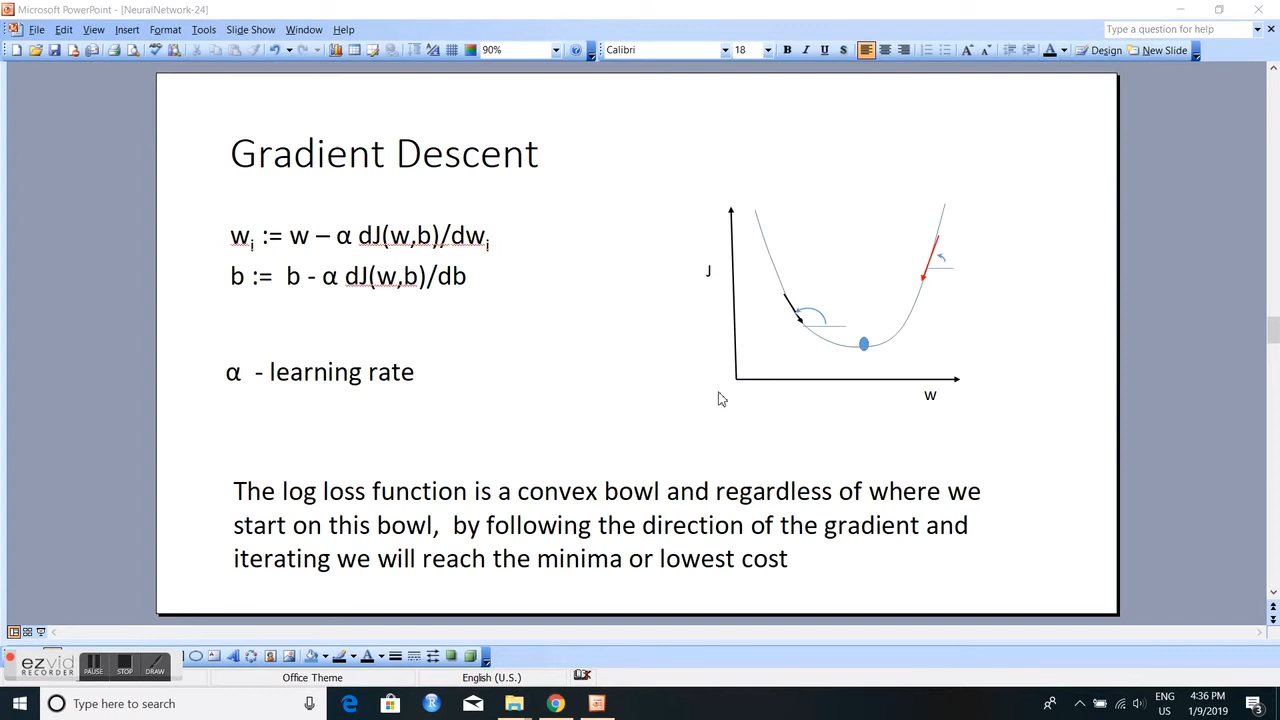 Microsoft PowerPoint - [NeuralNetwork-24]
File Edit View Insert Format Tools Slide Show Window Help
Type a question for help
90%
Calibri
18
B I U S
Design
New Slide
Gradient Descent
wi := w – α dJ(w,b)/dwi
b := b - α dJ(w,b)/db
J
w
α - learning rate
The log loss function is a convex bowl and regardless of where we
start on this bowl, by following the direction of the gradient and
iterating we will reach the minima or lowest cost
ezvid
RECORDER
PAUSE
STOP
DRAW
Office Theme
English (U.S.)
Type here to search
ENG
US
4:36 PM
1/9/2019
3